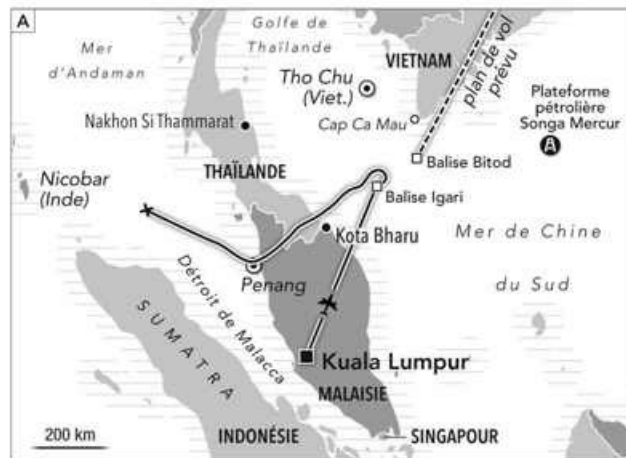 A
Golfe de
Thaïlande
Mer
d'Andaman
VIETNAM
plan de vol
prévu
Tho Chu
(Viet.)
Plateforme
pétrolière
Songa Mercur
Nakhon Si Thammarat
Cap Ca Mau
Balise Bitod
THAÏLANDE
Nicobar
(Inde)
Balise Igari
Kota Bharu
Mer de Chine
du Sud
Penang
Détroit de Malacca
SUMATRA
Kuala Lumpur
MALAISIE
200 km
INDONÉSIE
SINGAPOUR